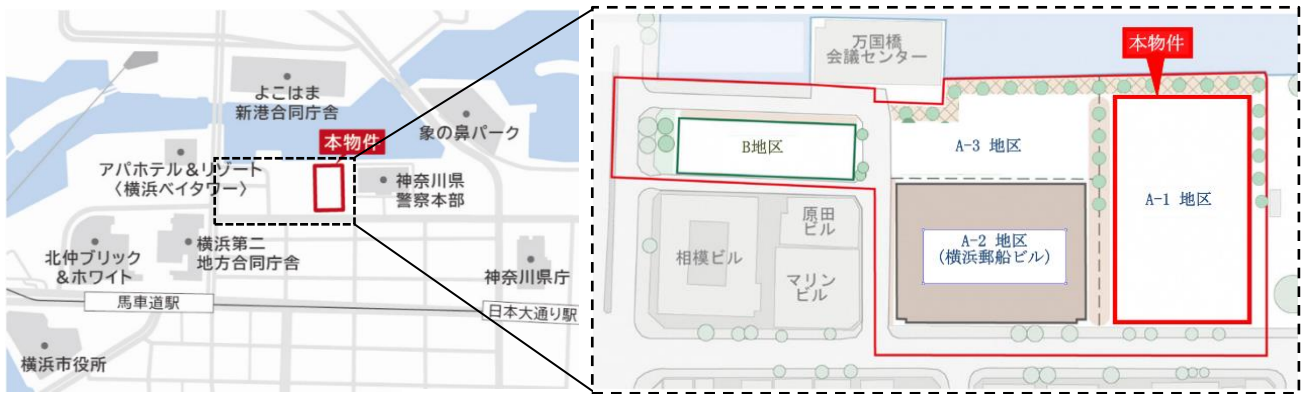 よこはま
新港合同庁舎
本物件
象の鼻パーク
アパホテル＆リゾート
〈横浜ベイタワー〉
神奈川県
警察本部
北仲ブリック
＆ホワイト
横浜第二
地方合同庁舎
神奈川県庁
馬車道駅
日本大通り駅
横浜市役所
万国橋
会議センター
本物件
B地区
A-3 地区
A-1 地区
A-2 地区
(横浜郵船ビル)
相模ビル
原田
ビル
マリン
ビル